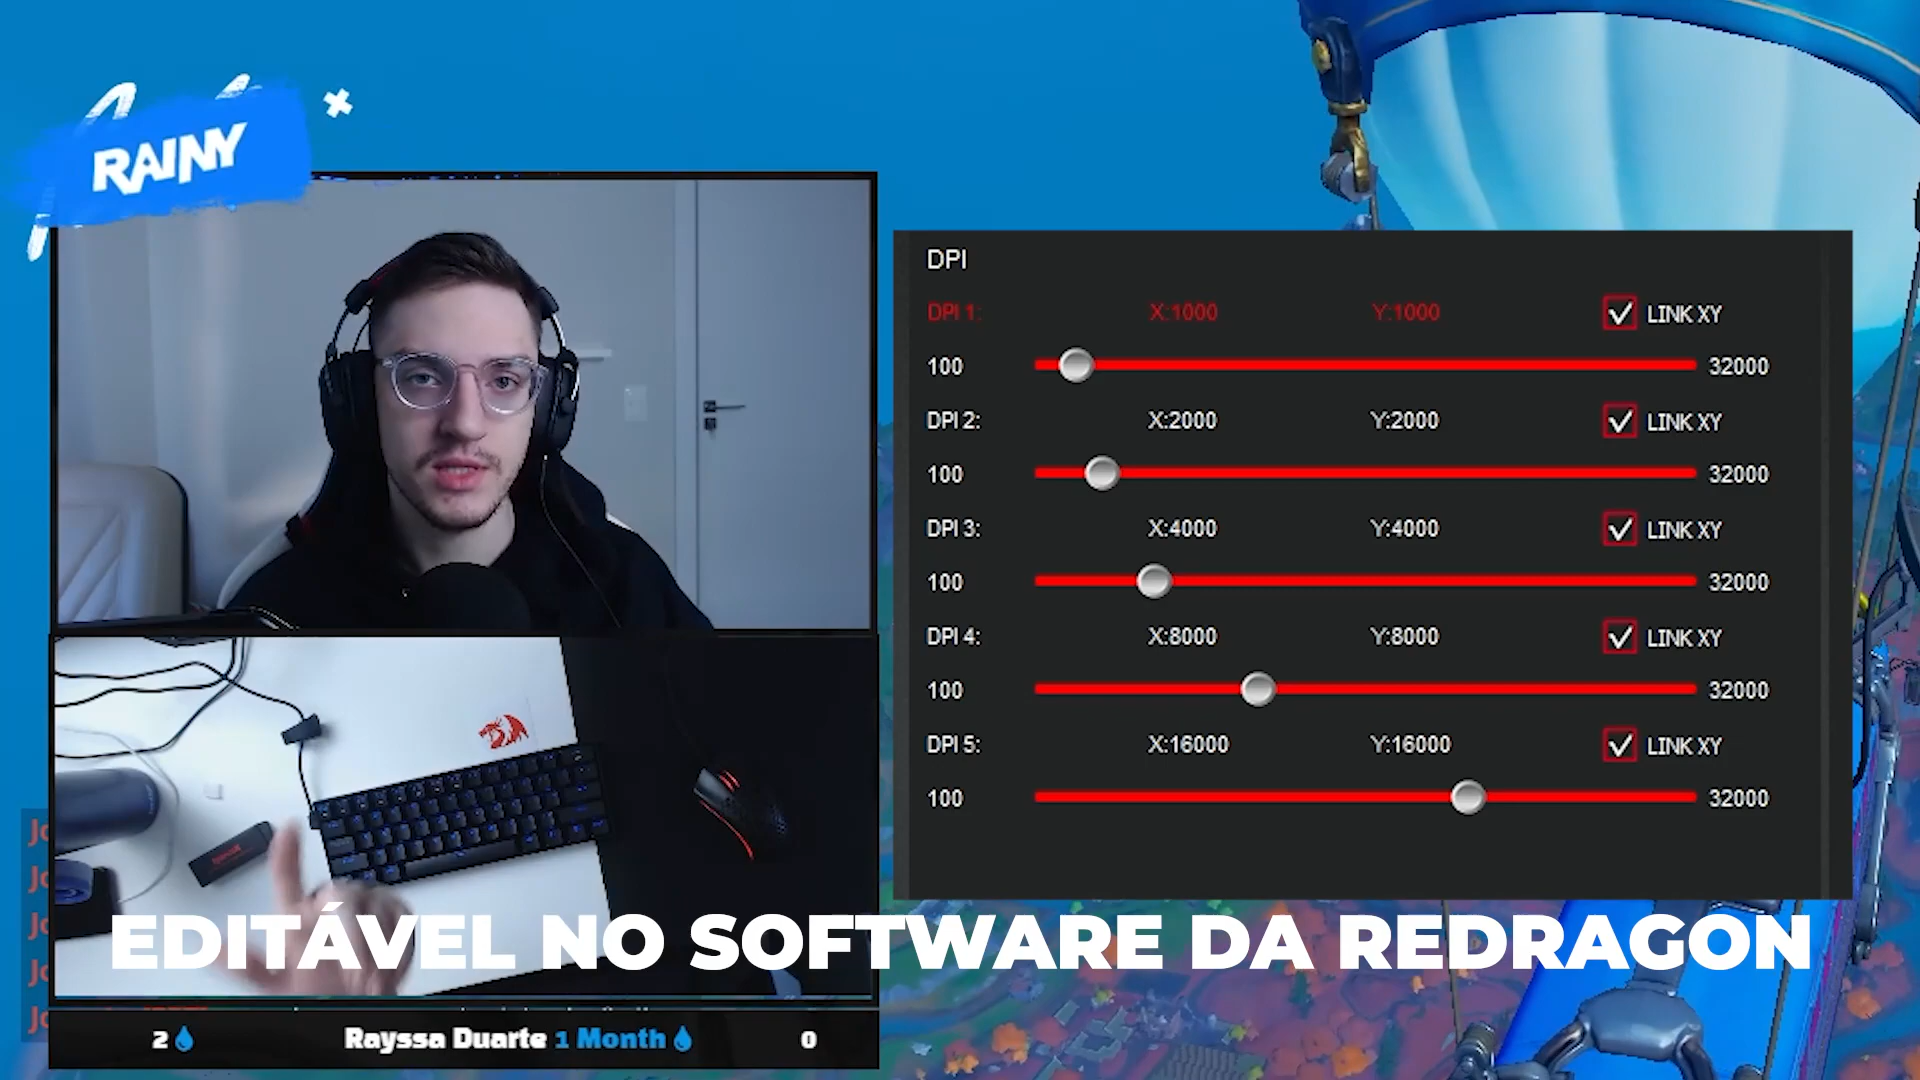 RAINY
DPI
DPI 1: X:1000 Y:1000 LINK XY
100 32000
DPI 2: X:2000 Y:2000 LINK XY
100 32000
DPI 3: X:4000 Y:4000 LINK XY
100 32000
DPI 4: X:8000 Y:8000 LINK XY
100 32000
DPI 5: X:16000 Y:16000 LINK XY
100 32000
EDITÁVEL NO SOFTWARE DA REDRAGON
2 Rayssa Duarte 1 Month 0